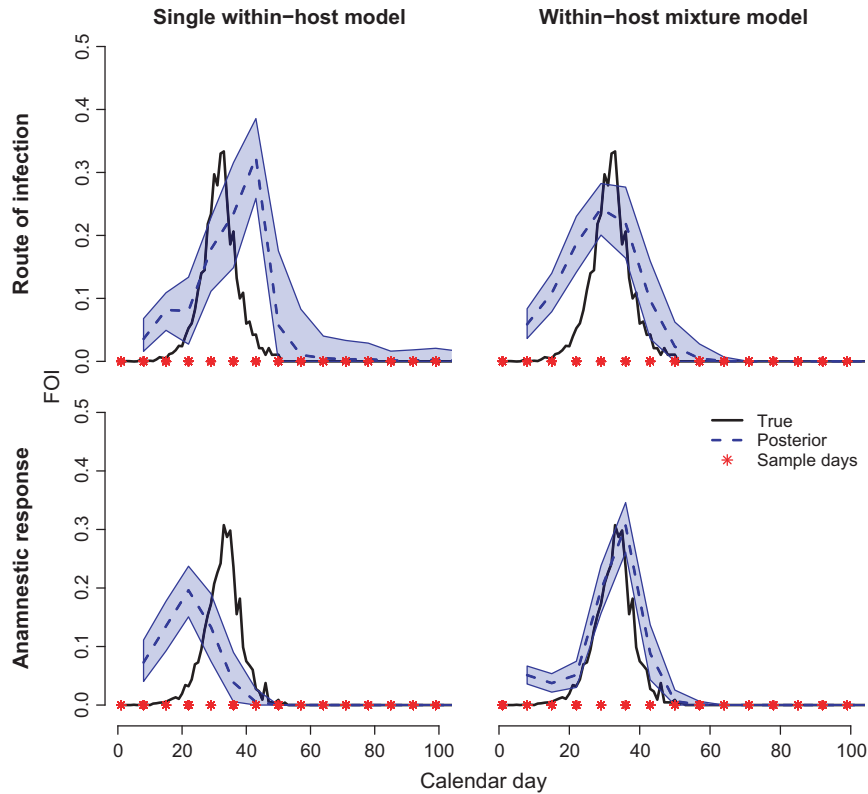 Single within−host model
Within−host mixture model
Route of infection
0.0 0.1 0.2 0.3 0.4 0.5
FOI
Anamnestic response
0.0 0.1 0.2 0.3 0.4 0.5
True
Posterior
Sample days
0 20 40 60 80 100
0 20 40 60 80 100
Calendar day